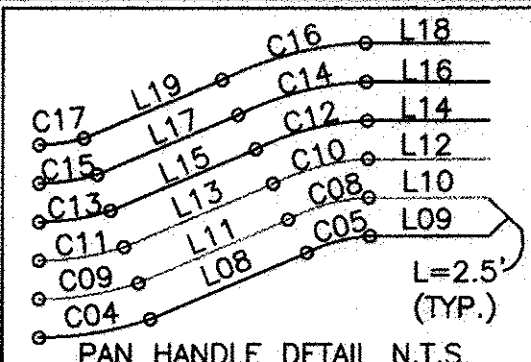 C16 L18
C17 L19 C14 L16
C15 L17 C12 L14
C13 L15 C10 L12
C11 L13 C08 L10
C09 L11 C05 L09
C04 L08
L=2.5'
(TYP.)
PAN HANDLE DETAIL N.T.S.